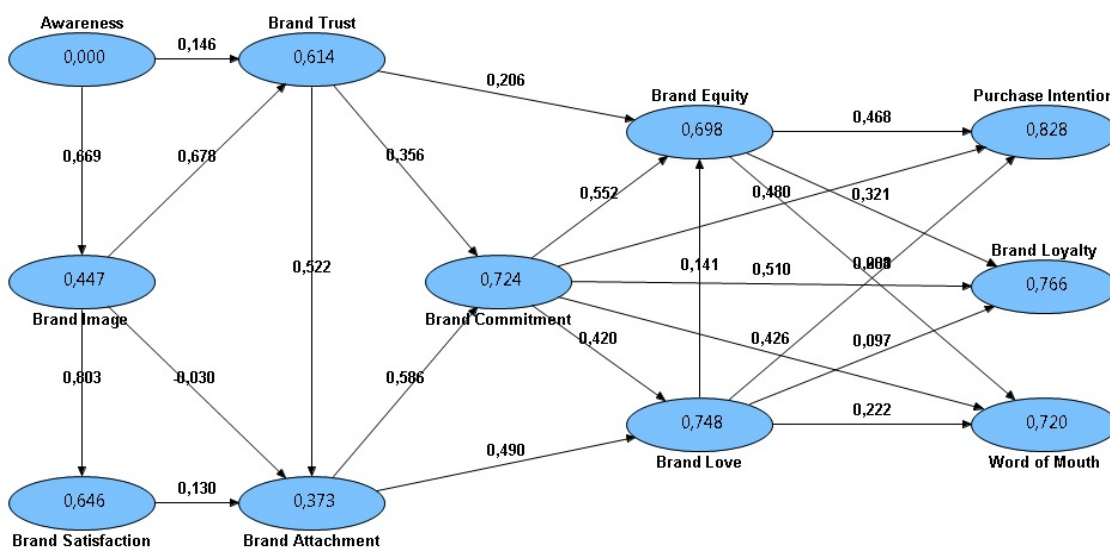 Awareness
0,000
0,146
Brand Trust
0,614
0,206
Brand Equity
0,698
0,468
Purchase Intention
0,828
0,669
0,678
0,356
0,552
0,480
0,321
0,447
Brand Image
0,522
0,724
Brand Commitment
0,141
0,510
Brand Loyalty
0,766
0,803
-0,030
0,586
0,420
0,426
0,097
0,646
Brand Satisfaction
0,130
0,373
Brand Attachment
0,490
0,748
Brand Love
0,222
0,720
Word of Mouth